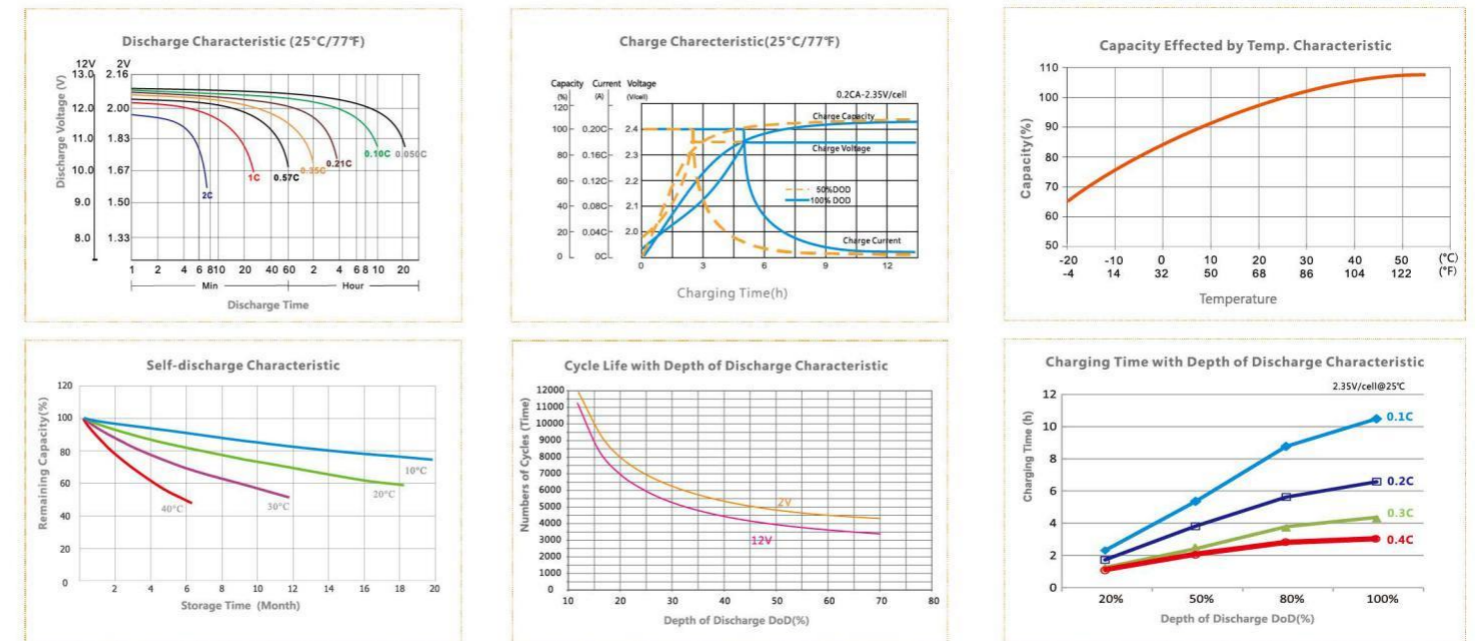 Discharge Characteristic (25°C/77℉)
12V 2V
13.0 2.16
12.0 2.00
11.0 1.83
10.0 1.67
9.0 1.50
8.0 1.33
Discharge Voltage (V)
2C 1C 0.57C 0.35C 0.21C 0.10C 0.050C
1 2 4 6 8 10 20 40 60 2 4 6 8 10 20
Min Hour
Discharge Time
Charge Charecteristic(25°C/77℉)
Capacity Current Voltage
(%) (A) (V/cell)
0.2CA-2.35V/cell
120
100 0.20C 2.4
80 0.16C 2.3
60 0.12C 2.2
40 0.08C 2.1
20 0.04C 2.0
0 0C
Charge Capacity
Charge Voltage
50%DOD
100% DOD
Charge Current
0 3 6 9 12
Charging Time(h)
Capacity Effected by Temp. Characteristic
110
100
90
80
70
60
50
Capacity(%)
-20 -10 0 10 20 30 40 50 (°C)
-4 14 32 50 68 86 104 122 (°F)
Temperature
Self-discharge Characteristic
120
100
80
60
40
20
0
Remaining Capacity(%)
10°C
20°C
30°C
40°C
2 4 6 8 10 12 14 16 18 20
Storage Time (Month)
Cycle Life with Depth of Discharge Characteristic
12000
11000
10000
9000
8000
7000
6000
5000
4000
3000
2000
1000
0
Numbers of Cycles (Time)
2V
12V
10 20 30 40 50 60 70 80
Depth of Discharge DoD(%)
Charging Time with Depth of Discharge Characteristic
2.35V/cell@25℃
12
10
8
6
4
2
0
Charging Time (h)
0.1C
0.2C
0.3C
0.4C
20% 50% 80% 100%
Depth of Discharge DoD(%)